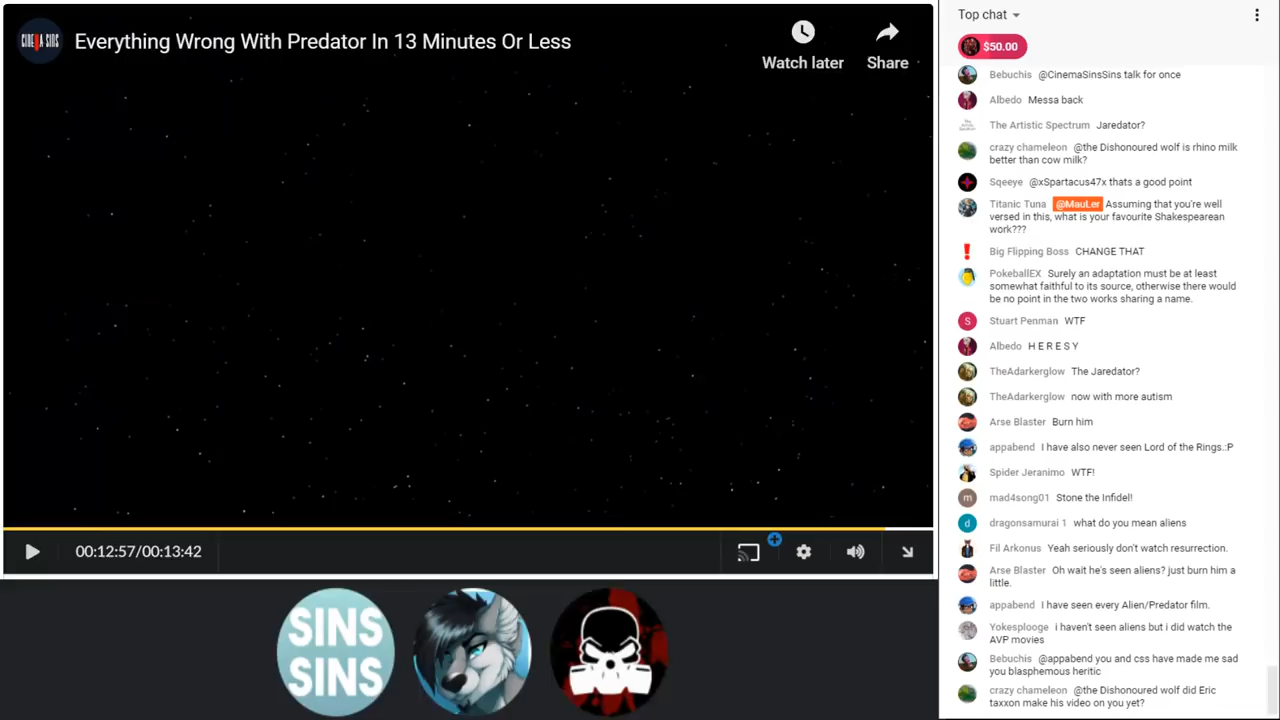 CINEMA SINS
Everything Wrong With Predator In 13 Minutes Or Less
Watch later
Share
00:12:57/00:13:42
SINS
SINS
Top chat
$50.00
Bebuchis @CinemaSinsSins talk for once
Albedo Messa back
The Artistic Spectrum Jaredator?
crazy chameleon @the Dishonoured wolf is rhino milk
better than cow milk?
Sqeeye @xSpartacus47x thats a good point
Titanic Tuna @MauLer Assuming that you're well
versed in this, what is your favourite Shakespearean
work???
Big Flipping Boss CHANGE THAT
PokeballEX Surely an adaptation must be at least
somewhat faithful to its source, otherwise there would
be no point in the two works sharing a name.
S
Stuart Penman WTF
Albedo H E R E S Y
TheAdarkerglow The Jaredator?
TheAdarkerglow now with more autism
Arse Blaster Burn him
appabend I have also never seen Lord of the Rings.:P
Spider Jeranimo WTF!
m
mad4song01 Stone the Infidel!
d
dragonsamurai 1 what do you mean aliens
Fil Arkonus Yeah seriously don't watch resurrection.
Arse Blaster Oh wait he's seen aliens? just burn him a
little.
appabend I have seen every Alien/Predator film.
Yokesplooge i haven't seen aliens but i did watch the
AVP movies
Bebuchis @appabend you and css have made me sad
you blasphemous heritic
crazy chameleon @the Dishonoured wolf did Eric
taxxon make his video on you yet?